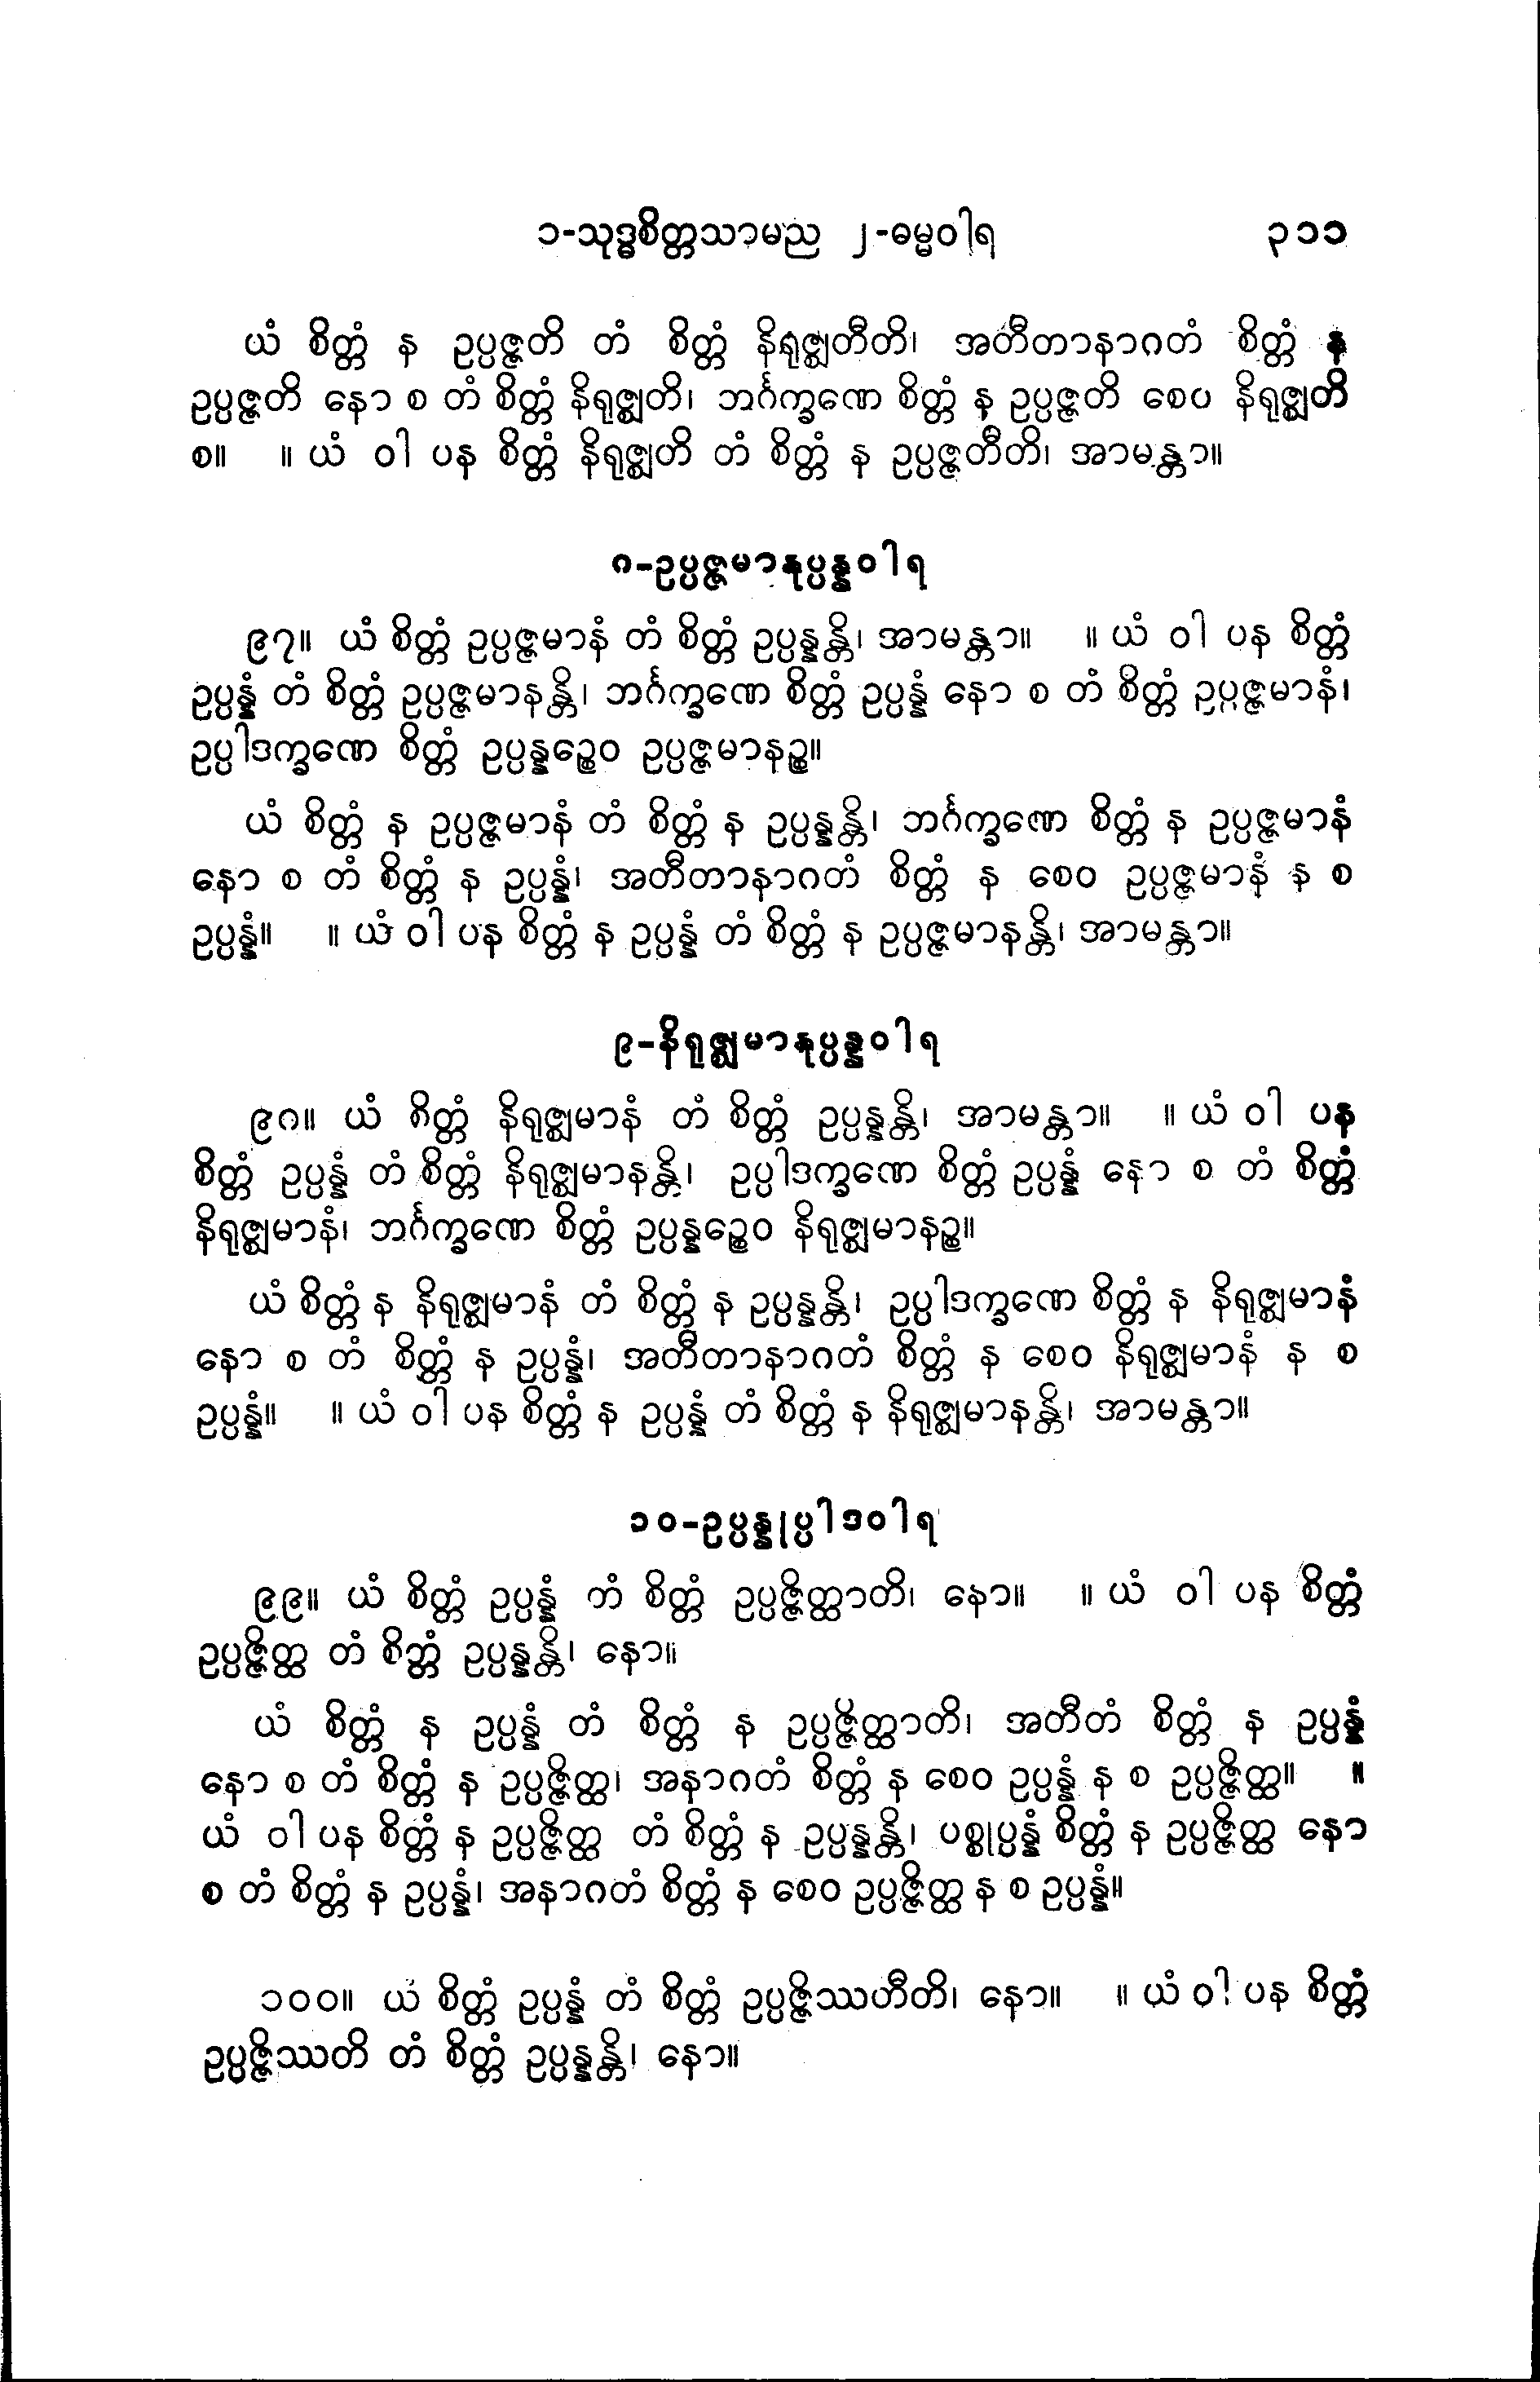 ၁-သုဒ္ဓစိတ္တသာမည ၂-ဓမ္မဝါရ ၃၁၁
ယံ စိတ္တံ န ဥပ္ပဇ္ဇတိ တံ စိတ္တံ နိရုဇ္ဈတီတိ၊ အတီတာနာဂတံ စိတ္တံ န
ဥပ္ပဇ္ဇတိ နော စ တံ စိတ္တံ နိရုဇ္ဈတိ၊ ဘင်္ဂက္ခဏေ စိတ္တံ န ဥပ္ပဇ္ဇတိ စေဝ နိရုဇ္ဈတိ
စ။ ။ ယံ ဝါ ပန စိတ္တံ နိရုဇ္ဈတိ တံ စိတ္တံ န ဥပ္ပဇ္ဇတီတိ၊ အာမန္တာ။
၈-ဥပ္ပဇ္ဇမာနုပ္ပန္နဝါရ
၉၇။ ယံ စိတ္တံ ဥပ္ပဇ္ဇမာနံ တံ စိတ္တံ ဥပ္ပန္နန္တိ၊ အာမန္တာ။ ။ ယံ ဝါ ပန စိတ္တံ
ဥပ္ပန္နံ တံ စိတ္တံ ဥပ္ပဇ္ဇမာနန္တိ၊ ဘင်္ဂက္ခဏေ စိတ္တံ ဥပ္ပန္နံ နော စ တံ စိတ္တံ ဥပ္ပဇ္ဇမာနံ၊
ဥပ္ပါဒက္ခဏေ စိတ္တံ ဥပ္ပန္နဉ္စေဝ ဥပ္ပဇ္ဇမာနဉ္စ။
ယံ စိတ္တံ န ဥပ္ပဇ္ဇမာနံ တံ စိတ္တံ န ဥပ္ပန္နန္တိ၊ ဘင်္ဂက္ခဏေ စိတ္တံ န ဥပ္ပဇ္ဇမာနံ
နော စ တံ စိတ္တံ န ဥပ္ပန္နံ၊ အတီတာနာဂတံ စိတ္တံ န စေဝ ဥပ္ပဇ္ဇမာနံ န စ
ဥပ္ပန္နံ။ ။ ယံ ဝါ ပန စိတ္တံ န ဥပ္ပန္နံ တံ စိတ္တံ န ဥပ္ပဇ္ဇမာနန္တိ၊ အာမန္တာ။
၉-နိရုဇ္ဈမာနုပ္ပန္နဝါရ
၉၈။ ယံ စိတ္တံ နိရုဇ္ဈမာနံ တံ စိတ္တံ ဥပ္ပန္နန္တိ၊ အာမန္တာ။ ။ ယံ ဝါ ပန
စိတ္တံ ဥပ္ပန္နံ တံ စိတ္တံ နိရုဇ္ဈမာနန္တိ၊ ဥပ္ပါဒက္ခဏေ စိတ္တံ ဥပ္ပန္နံ နော စ တံ စိတ္တံ
နိရုဇ္ဈမာနံ၊ ဘင်္ဂက္ခဏေ စိတ္တံ ဥပ္ပန္နဉ္စေဝ နိရုဇ္ဈမာနဉ္စ။
ယံ စိတ္တံ န နိရုဇ္ဈမာနံ တံ စိတ္တံ န ဥပ္ပန္နန္တိ၊ ဥပ္ပါဒက္ခဏေ စိတ္တံ န နိရုဇ္ဈမာနံ
နော စ တံ စိတ္တံ န ဥပ္ပန္နံ၊ အတီတာနာဂတံ စိတ္တံ န စေဝ နိရုဇ္ဈမာနံ န စ
ဥပ္ပန္နံ။ ။ ယံ ဝါ ပန စိတ္တံ န ဥပ္ပန္နံ တံ စိတ္တံ န နိရုဇ္ဈမာနန္တိ၊ အာမန္တာ။
၁၀-ဥပ္ပန္နုပ္ပါဒဝါရ
၉၉။ ယံ စိတ္တံ ဥပ္ပန္နံ တံ စိတ္တံ ဥပ္ပဇ္ဇိတ္ထာတိ၊ နော။ ။ ယံ ဝါ ပန စိတ္တံ
ဥပ္ပဇ္ဇိတ္ထ တံ စိတ္တံ ဥပ္ပန္နန္တိ၊ နော။
ယံ စိတ္တံ န ဥပ္ပန္နံ တံ စိတ္တံ န ဥပ္ပဇ္ဇိတ္ထာတိ၊ အတီတံ စိတ္တံ န ဥပ္ပန္နံ
နော စ တံ စိတ္တံ န ဥပ္ပဇ္ဇိတ္ထ၊ အနာဂတံ စိတ္တံ န စေဝ ဥပ္ပန္နံ န စ ဥပ္ပဇ္ဇိတ္ထ။ ။
ယံ ဝါ ပန စိတ္တံ န ဥပ္ပဇ္ဇိတ္ထ တံ စိတ္တံ န ဥပ္ပန္နန္တိ၊ ပစ္စုပ္ပန္နံ စိတ္တံ န ဥပ္ပဇ္ဇိတ္ထ နော
စ တံ စိတ္တံ န ဥပ္ပန္နံ၊ အနာဂတံ စိတ္တံ န စေဝ ဥပ္ပဇ္ဇိတ္ထ န စ ဥပ္ပန္နံ။
၁၀၀။ ယံ စိတ္တံ ဥပ္ပန္နံ တံ စိတ္တံ ဥပ္ပဇ္ဇိဿတီတိ၊ နော။ ။ ယံ ဝါ ပန စိတ္တံ
ဥပ္ပဇ္ဇိဿတိ တံ စိတ္တံ ဥပ္ပန္နန္တိ၊ နော။